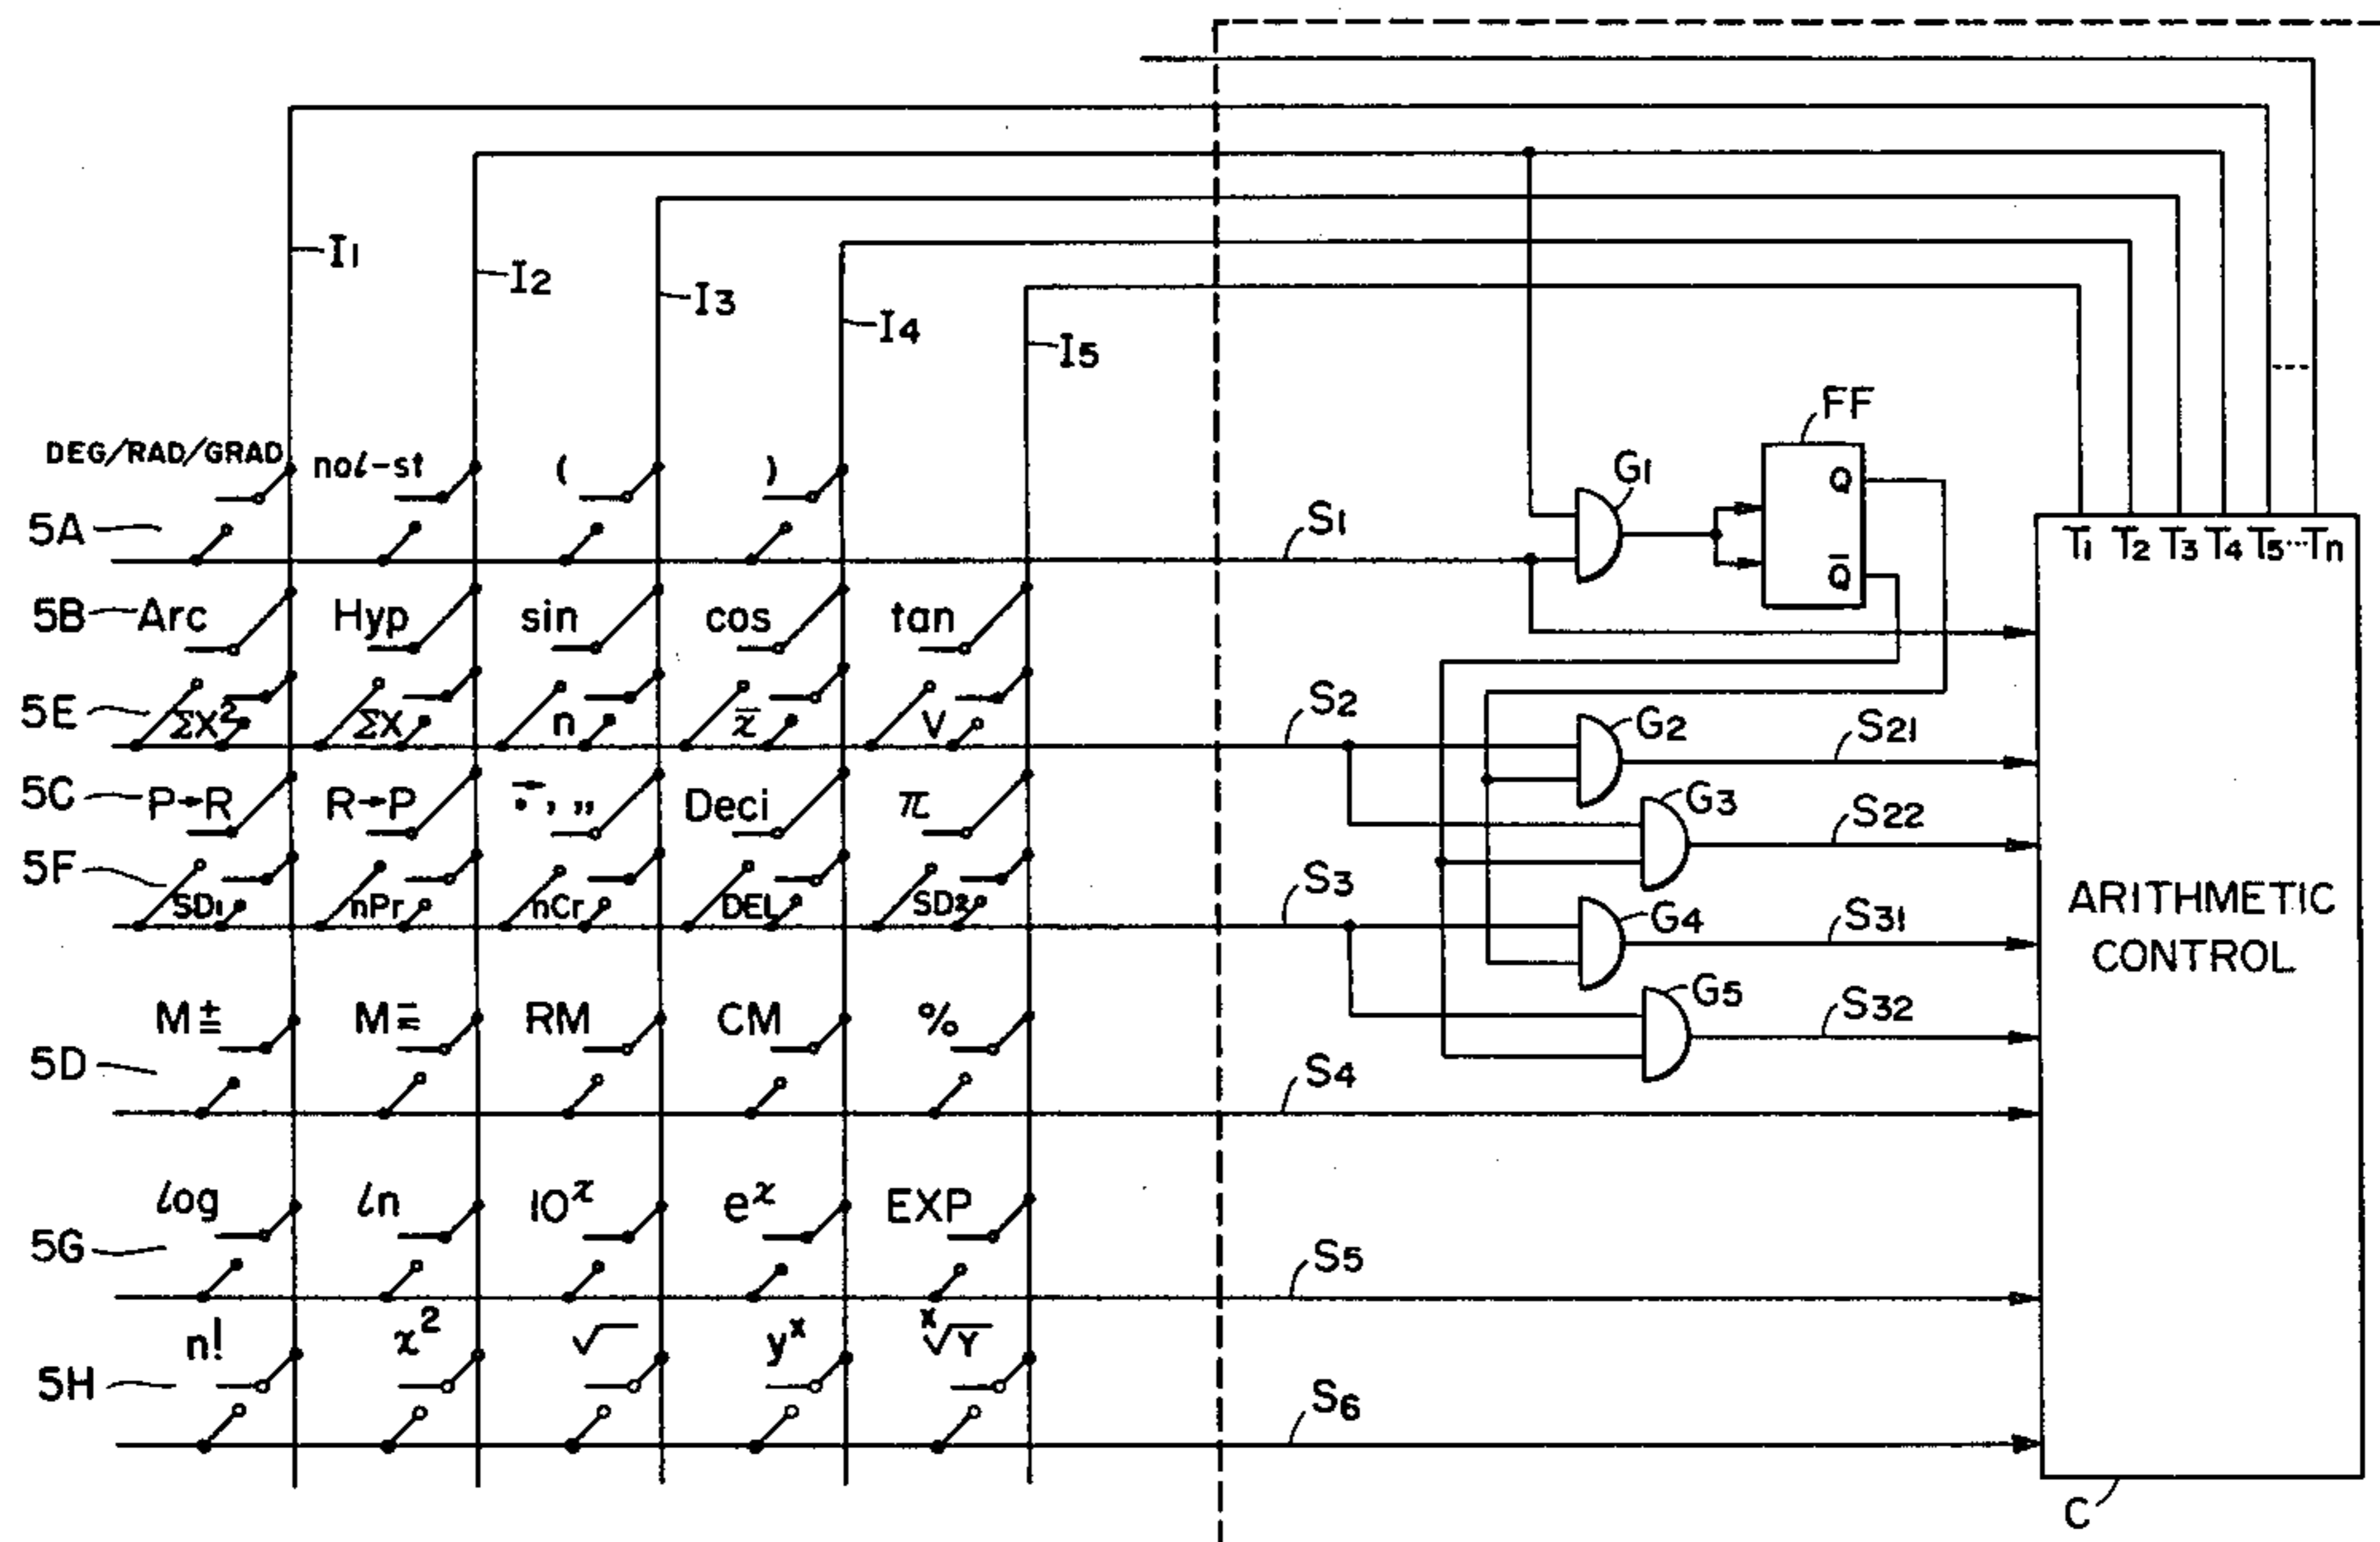 I1
I2
I3
I4
I5
FF
DEG/RAD/GRAD nol-st ( )
G1
Q
5A
S1
T1 T2 T3 T4 T5...Tn
Q̄
5B Arc Hyp sin cos tan
5E ΣX² ΣX n x̄ V
S2
G2
S21
5C P→R R→P Deci π
G3
S22
5F SD1 nPr nCr DEL SD2
S3
G4
S31
ARITHMETIC
CONTROL
G5
S32
M± M= RM CM %
5D
S4
log ln 10ˣ eˣ EXP
5G
S5
n! x² √ yˣ ˣ√Y
5H
S6
C